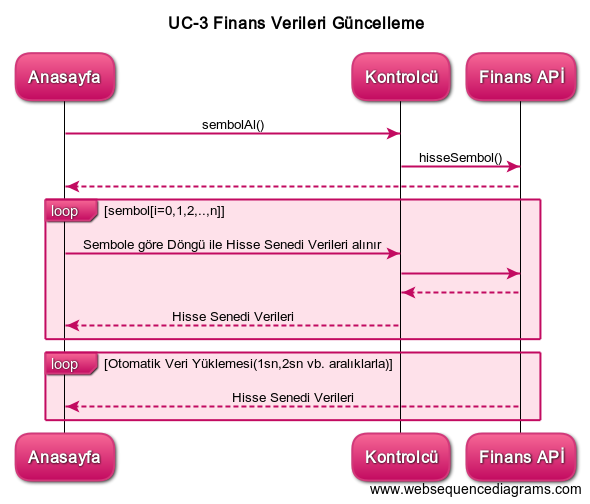 UC-3 Finans Verileri Güncelleme
Anasayfa
Kontrolcü
Finans APİ
sembolAl()
hisseSembol()
loop
[sembol[i=0,1,2,..,n]]
Sembole göre Döngü ile Hisse Senedi Verileri alınır
Hisse Senedi Verileri
loop
[Otomatik Veri Yüklemesi(1sn,2sn vb. aralıklarla)]
Hisse Senedi Verileri
Anasayfa
Kontrolcü
Finans APİ
www.websequencediagrams.com